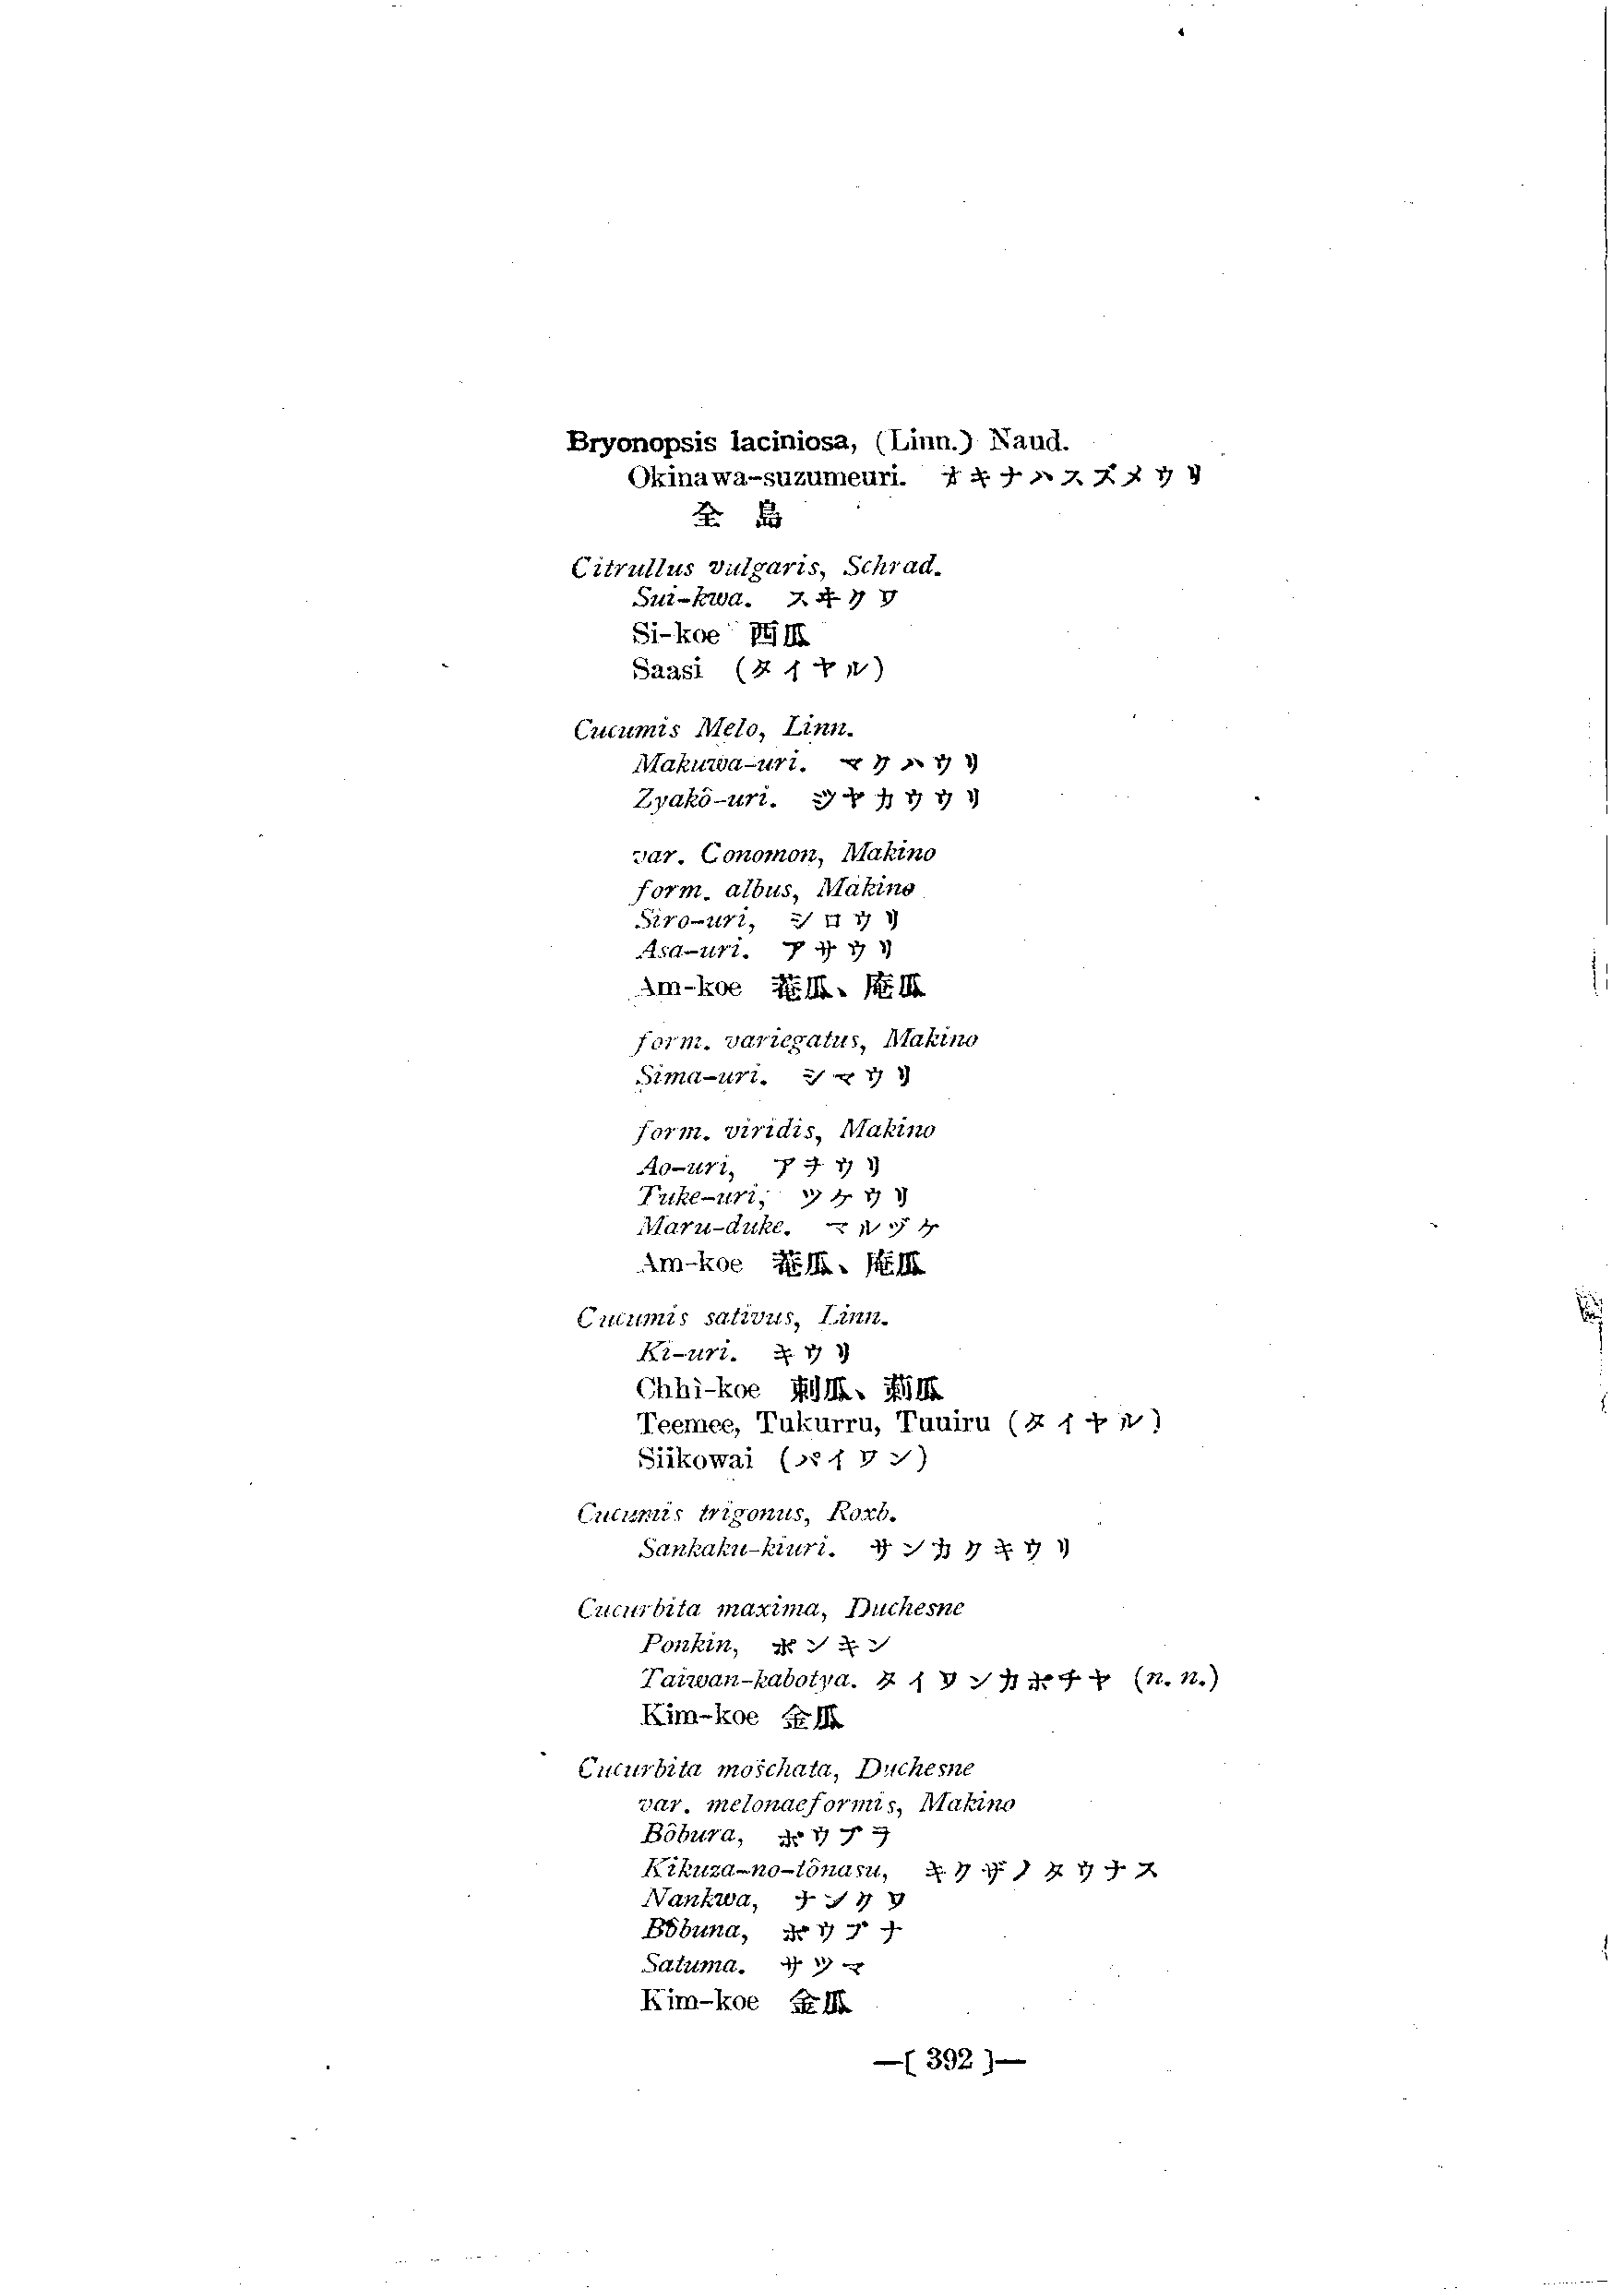 Bryonopsis laciniosa, (Linn.) Naud.
Okinawa-suzumeuri. オキナハスズメウリ
全島
Citrullus vulgaris, Schrad.
Sui-kwa. スヰクワ
Si-koe 西瓜
Saasi (タイヤル)
Cucumis Melo, Linn.
Makuwa-uri. マクハウリ
Zyakô-uri. ジヤカウウリ
var. Conomon, Makino
form. albus, Makino
Siro-uri, シロウリ
Asa-uri. アサウリ
Am-koe 菴瓜、醃瓜
form. variegatus, Makino
Sima-uri. シマウリ
form. viridis, Makino
Ao-uri, アヲウリ
Tuke-uri, ツケウリ
Maru-duke. マルヅケ
Am-koe 菴瓜、醃瓜
Cucumis sativus, Linn.
Ki-uri. キウリ
Chhì-koe 刺瓜、莿瓜
Teemee, Tukurru, Tuuiru (タイヤル)
Siikowai (パイワン)
Cucumis trigonus, Roxb.
Sankaku-kiuri. サンカクキウリ
Cucurbita maxima, Duchesne
Ponkin, ポンキン
Taiwan-kabotya. タイワンカボチヤ (n. n.)
Kim-koe 金瓜
Cucurbita moschata, Duchesne
var. melonaeformis, Makino
Bôbura, ボウブラ
Kikuza-no-tônasu, キクザノタウナス
Nankwa, ナンクワ
Bôbuna, ボウブナ
Satuma. サツマ
Kim-koe 金瓜
—( 392 )—